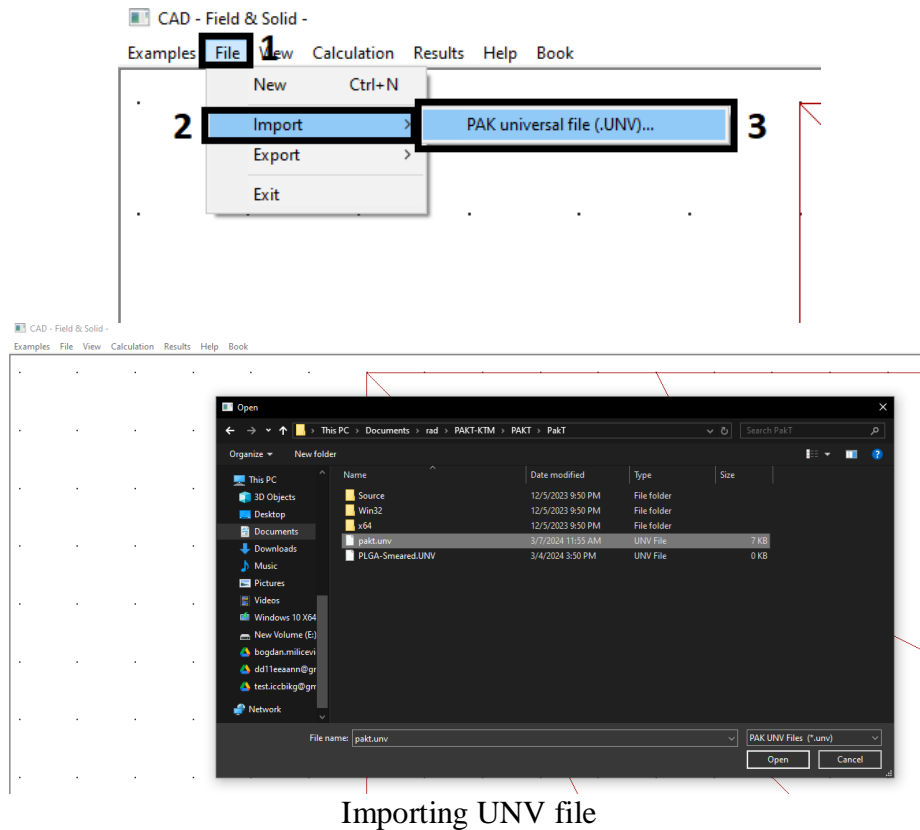 CAD - Field & Solid -
1
Examples File View Calculation Results Help Book
New Ctrl+N
2 Import > PAK universal file (.UNV)... 3
Export >
Exit
CAD - Field & Solid -
Examples File View Calculation Results Help Book
Open
This PC > Documents > rad > PAKT-KTM > PAKT > PakT Search PakT
Organize New folder
Name Date modified Type Size
This PC
3D Objects
Desktop
Documents
Downloads
Music
Pictures
Videos
Windows 10 X64
New Volume (E:)
bogdan.milicevi
dd11eeaann@gr
test.iccbikg@gm
Network
Source 12/5/2023 9:50 PM File folder
Win32 12/5/2023 9:50 PM File folder
x64 12/5/2023 9:50 PM File folder
pakt.unv 3/7/2024 11:55 AM UNV File 7 KB
PLGA-Smeared.UNV 3/4/2024 3:50 PM UNV File 0 KB
File name: pakt.unv PAK UNV Files (*.unv)
Open Cancel
Importing UNV file